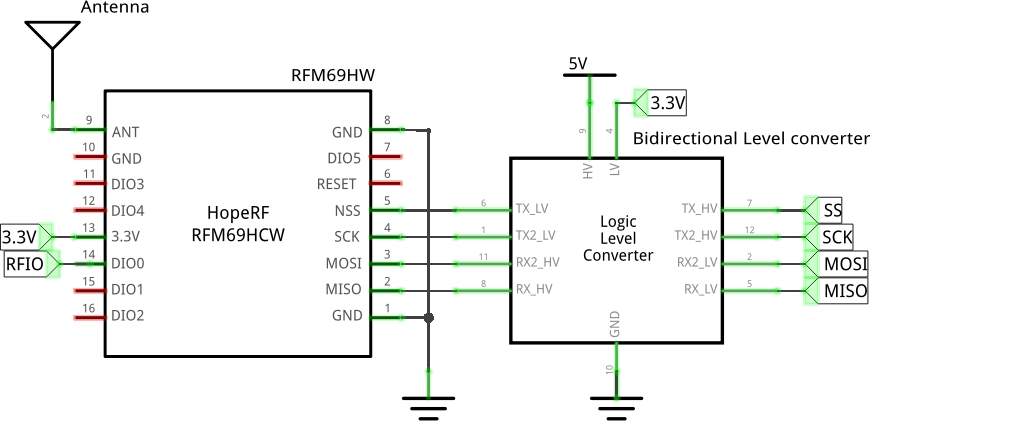 Antenna
RFM69HW
5V
3.3V
Bidirectional Level converter
2
9
ANT
10
GND
11
DIO3
12
DIO4
3.3V
13
3.3V
RFIO
14
DIO0
15
DIO1
16
DIO2
HopeRF
RFM69HCW
GND
8
DIO5
7
RESET
6
NSS
5
SCK
4
MOSI
3
MISO
2
GND
1
9
HV
4
LV
6
TX_LV
1
TX2_LV
11
RX2_HV
8
RX_HV
Logic
Level
Converter
TX_HV
7
SS
TX2_HV
12
SCK
RX2_LV
2
MOSI
RX_LV
5
MISO
GND
10